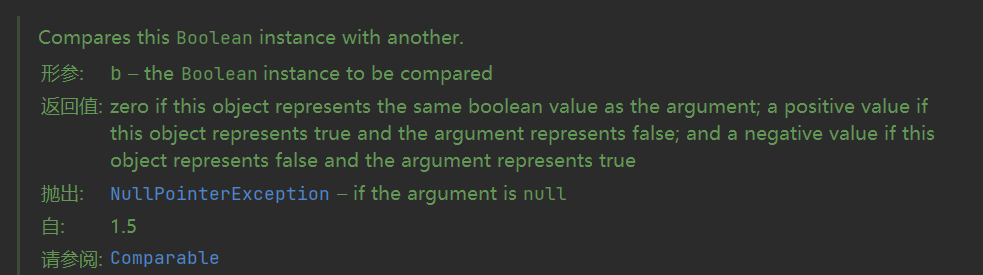 Compares this Boolean instance with another.
形参: b – the Boolean instance to be compared
返回值: zero if this object represents the same boolean value as the argument; a positive value if
this object represents true and the argument represents false; and a negative value if this
object represents false and the argument represents true
抛出: NullPointerException – if the argument is null
自: 1.5
请参阅: Comparable